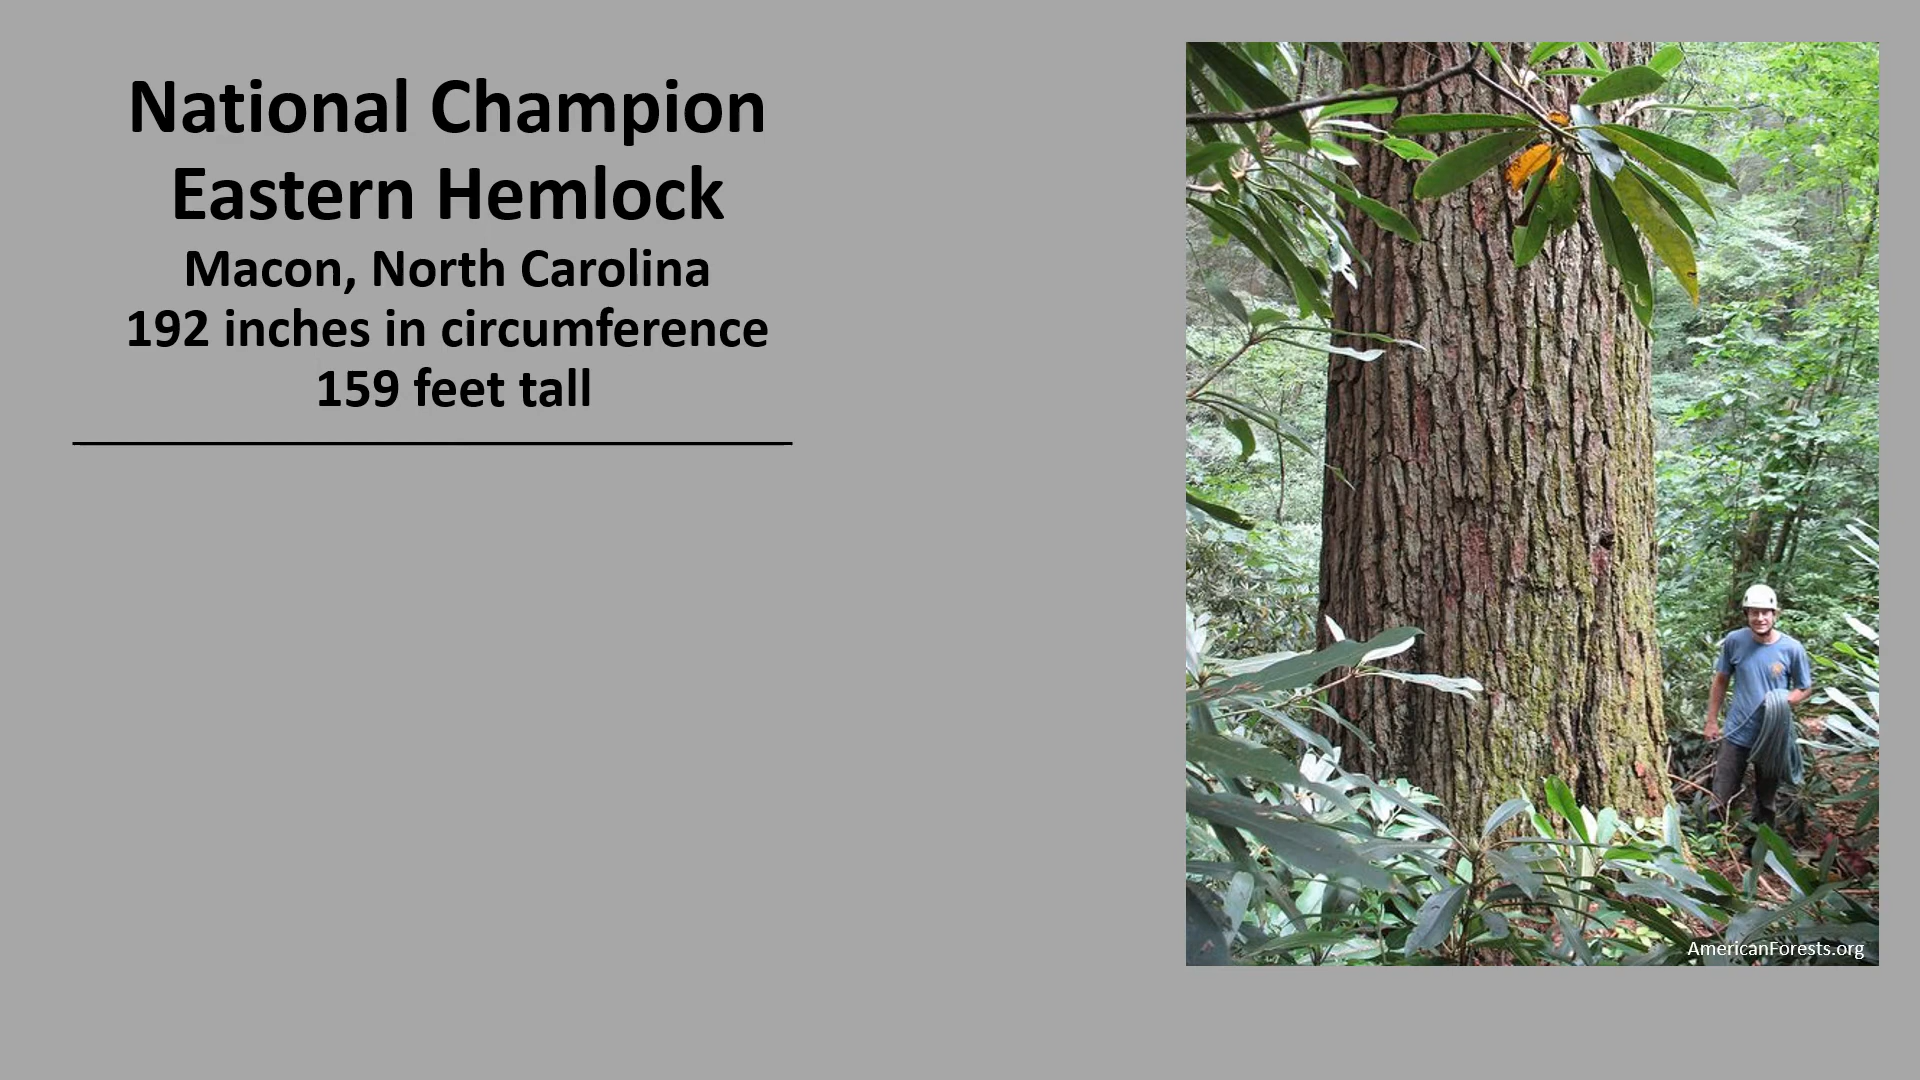 National Champion
Eastern Hemlock
Macon, North Carolina
192 inches in circumference
159 feet tall
AmericanForests.org